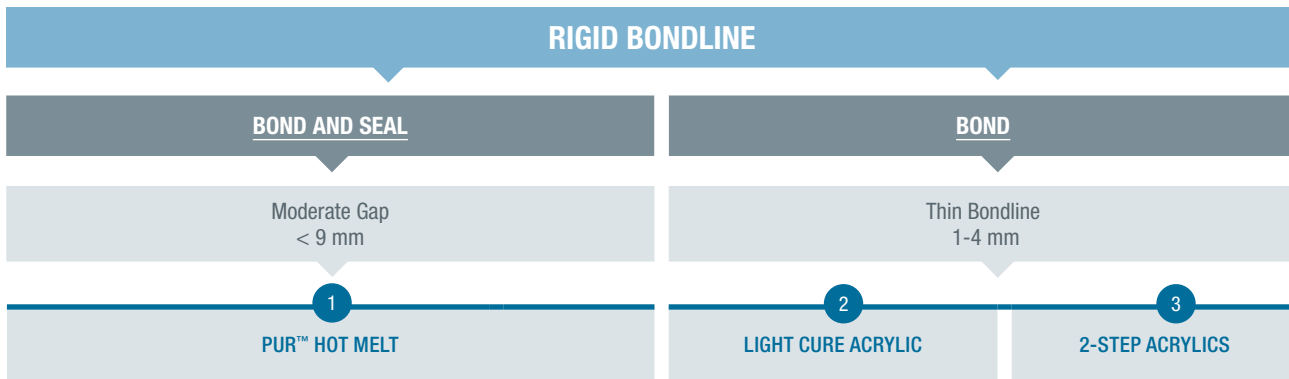 RIGID BONDLINE
BOND AND SEAL
BOND
Moderate Gap
< 9 mm
Thin Bondline
1-4 mm
1
2
3
PUR™ HOT MELT
LIGHT CURE ACRYLIC
2-STEP ACRYLICS